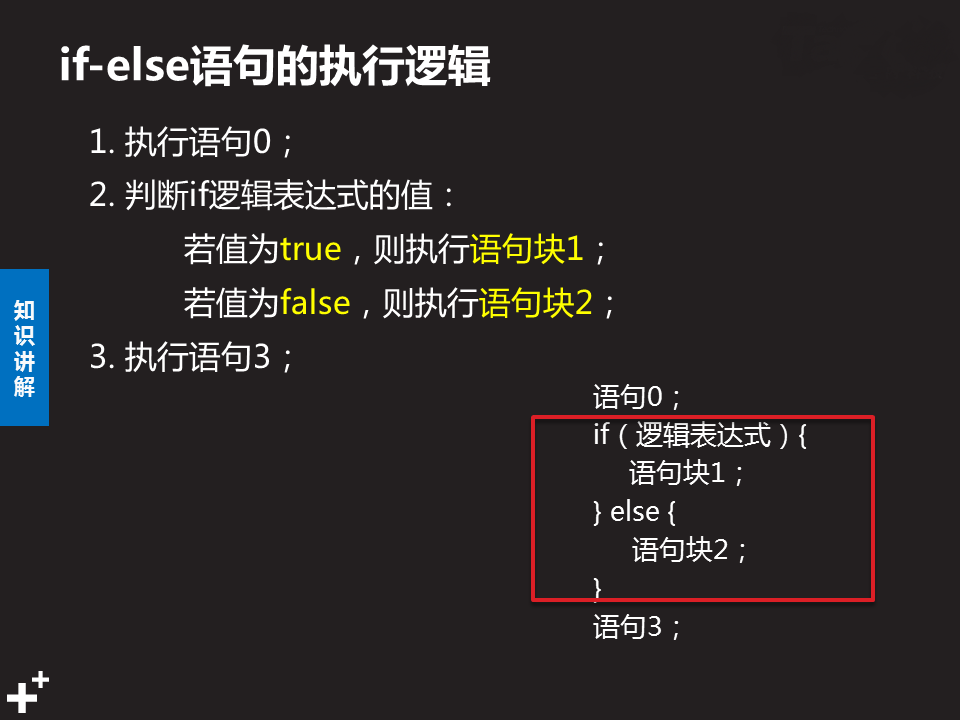 if-else语句的执行逻辑
1. 执行语句0；
2. 判断if逻辑表达式的值：
若值为true，则执行语句块1；
若值为false，则执行语句块2；
3. 执行语句3；
知识讲解
语句0；
if（逻辑表达式）{
语句块1；
} else {
语句块2；
}
语句3；